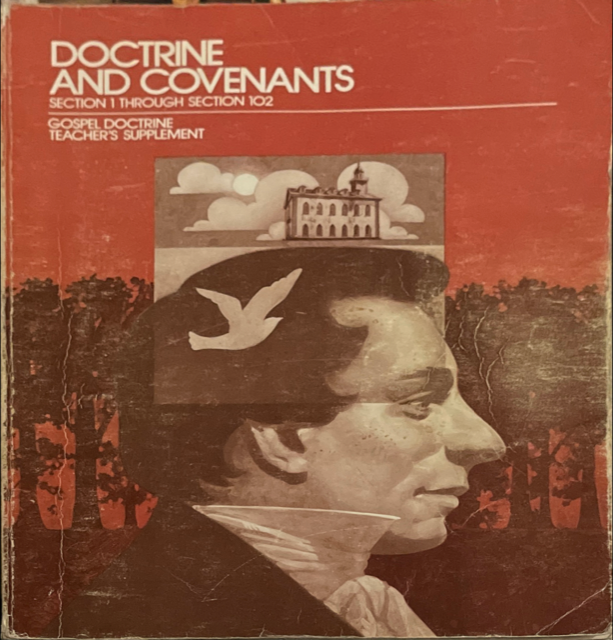 DOCTRINE
AND COVENANTS
SECTION 1 THROUGH SECTION 102
GOSPEL DOCTRINE
TEACHER'S SUPPLEMENT